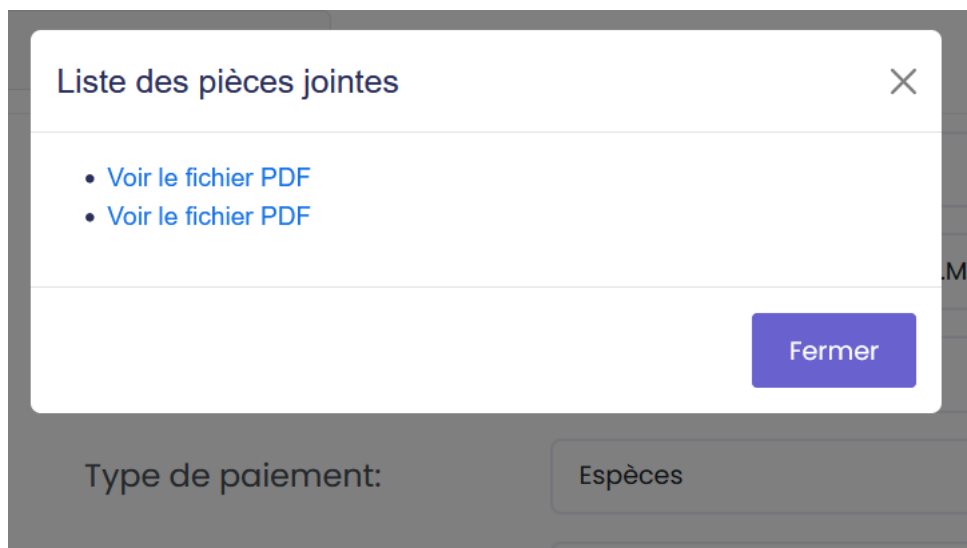 Liste des pièces jointes
Voir le fichier PDF
Voir le fichier PDF
.M
Fermer
Type de paiement:
Espèces